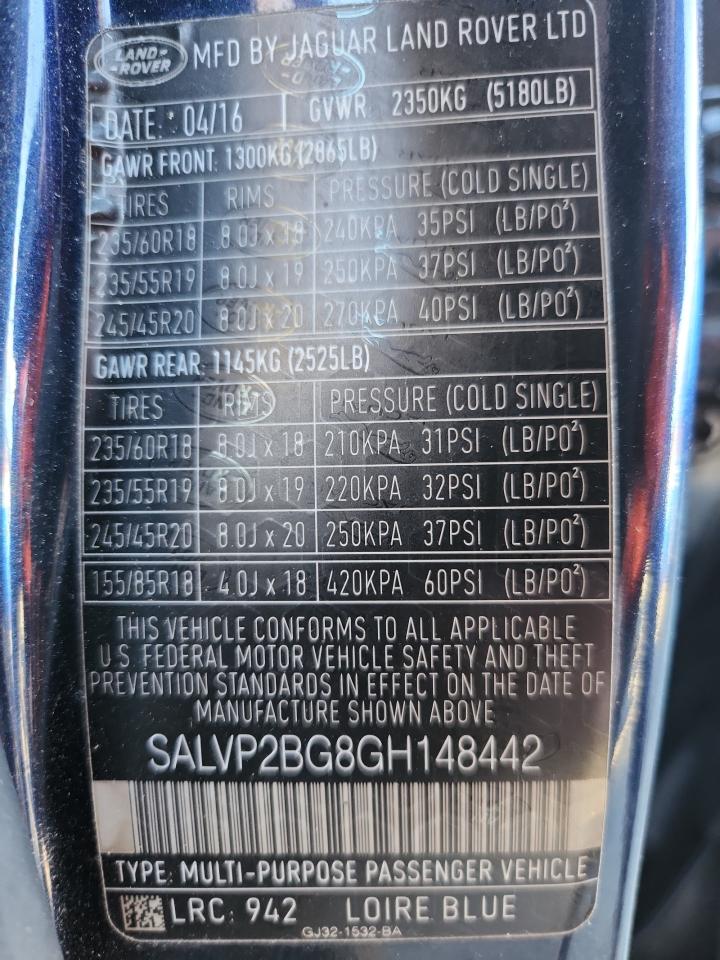 LAND-ROVER MFD BY JAGUAR LAND ROVER LTD
DATE: 04/16 GVWR 2350KG (5180LB)
GAWR FRONT: 1300KG (2865LB)
TIRES RIMS PRESSURE (COLD SINGLE)
235/60R18 8.0J x 18 240KPA 35PSI (LB/PO²)
235/55R19 8.0J x 19 250KPA 37PSI (LB/PO²)
245/45R20 8.0J x 20 270KPA 40PSI (LB/PO²)
GAWR REAR: 1145KG (2525LB)
TIRES RIMS PRESSURE (COLD SINGLE)
235/60R18 8.0J x 18 210KPA 31PSI (LB/PO²)
235/55R19 8.0J x 19 220KPA 32PSI (LB/PO²)
245/45R20 8.0J x 20 250KPA 37PSI (LB/PO²)
155/85R18 4.0J x 18 420KPA 60PSI (LB/PO²)
THIS VEHICLE CONFORMS TO ALL APPLICABLE
U.S. FEDERAL MOTOR VEHICLE SAFETY AND THEFT
PREVENTION STANDARDS IN EFFECT ON THE DATE OF
MANUFACTURE SHOWN ABOVE
SALVP2BG8GH148442
TYPE: MULTI-PURPOSE PASSENGER VEHICLE
LRC: 942 LOIRE BLUE
GJ32-1532-BA